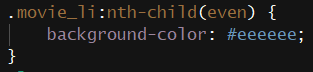 .movie_li:nth-child(even) {
    background-color: #eeeeee;
}